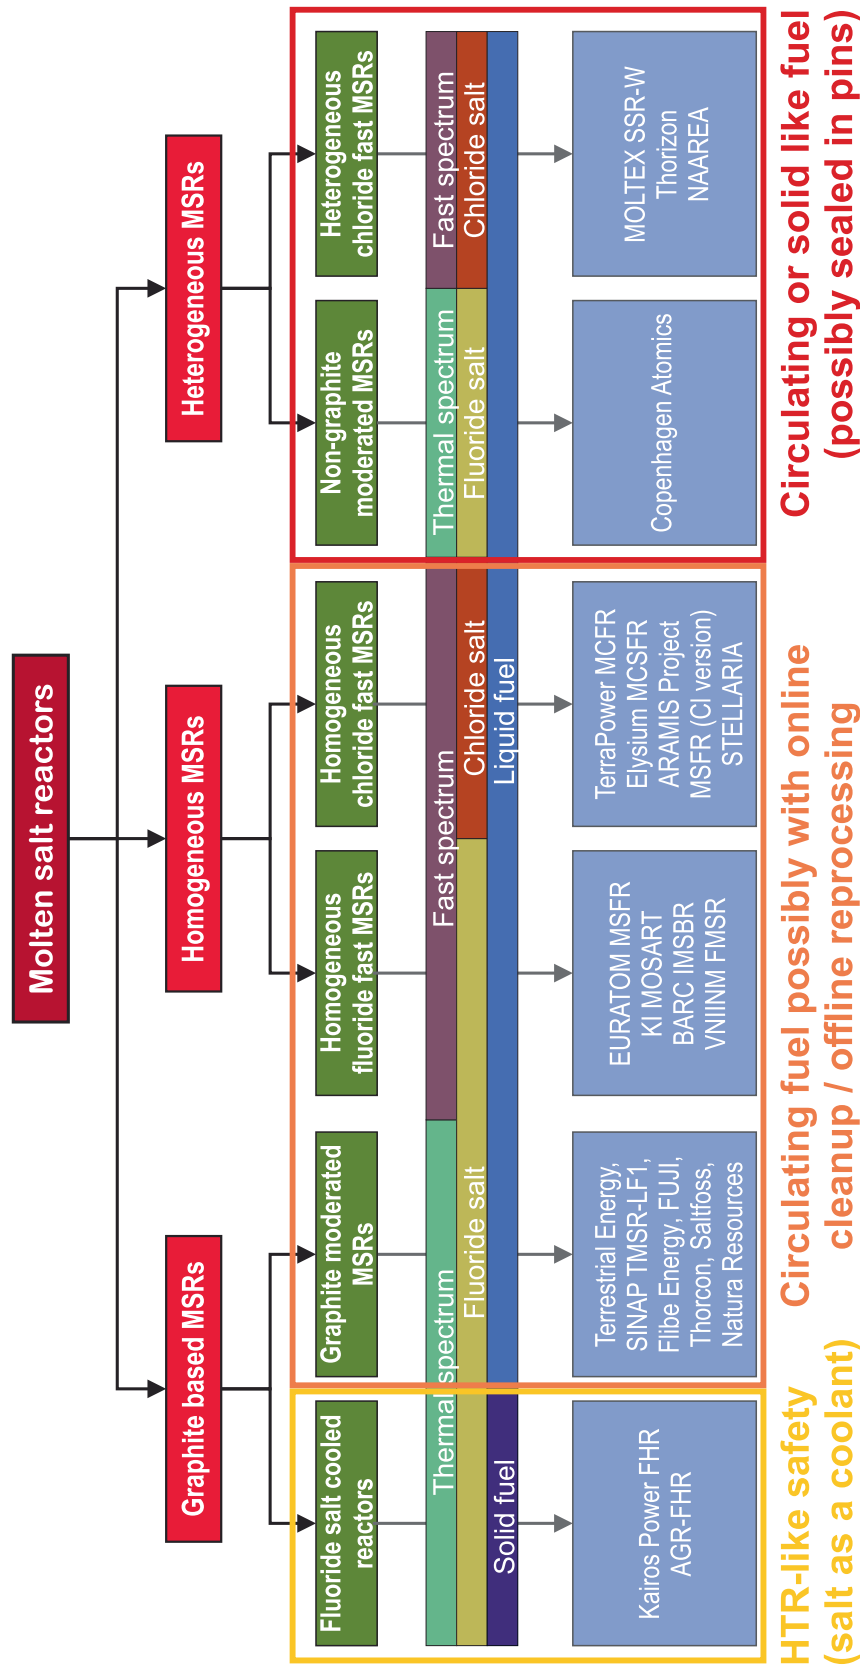 Molten salt reactors
Graphite based MSRs
Homogeneous MSRs
Heterogeneous MSRs
Fluoride salt cooled
reactors
Graphite moderated
MSRs
Homogeneous
fluoride fast MSRs
Homogeneous
chloride fast MSRs
Non-graphite
moderated MSRs
Heterogeneous
chloride fast MSRs
Thermal spectrum
Fast spectrum
Thermal spectrum
Fast spectrum
Fluoride salt
Chloride salt
Fluoride salt
Chloride salt
Solid fuel
Liquid fuel
Kairos Power FHR
AGR-FHR
Terrestrial Energy,
SINAP TMSR-LF1,
Flibe Energy, FUJI,
Thorcon, Saltfoss,
Natura Resources
EURATOM MSFR
KI MOSART
BARC IMSBR
VNIINM FMSR
TerraPower MCFR
Elysium MCSFR
ARAMIS Project
MSFR (Cl version)
STELLARIA
Copenhagen Atomics
MOLTEX SSR-W
Thorizon
NAAREA
HTR-like safety
(salt as a coolant)
Circulating fuel possibly with online
cleanup / offline reprocessing
Circulating or solid like fuel
(possibly sealed in pins)